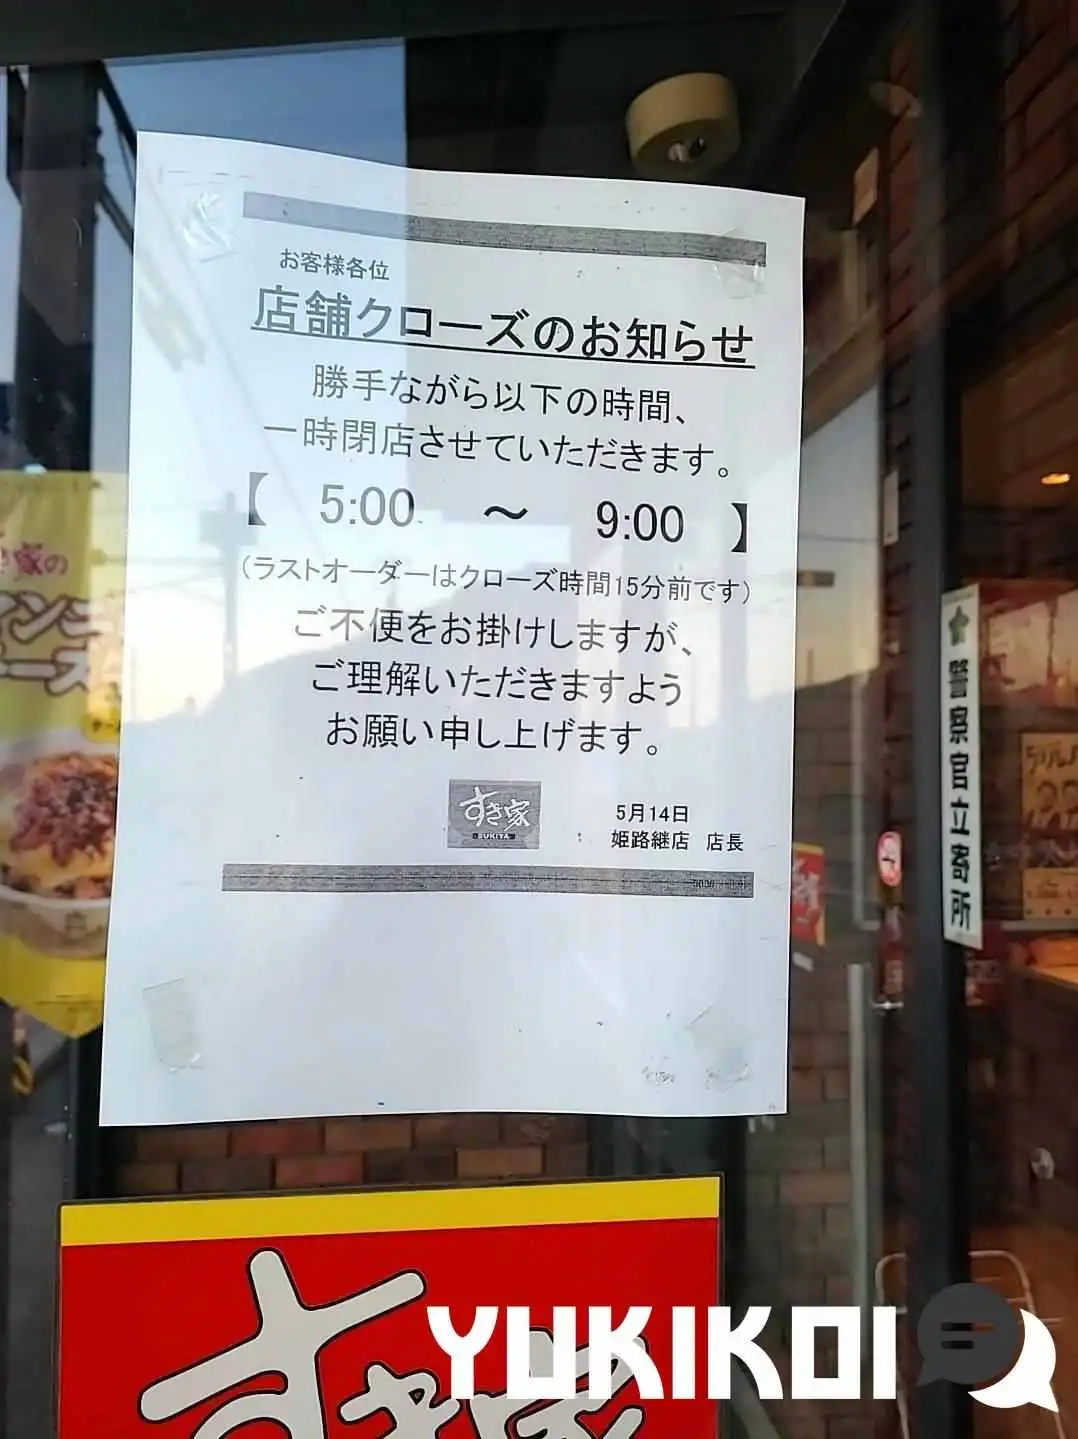 お客様各位
店舗クローズのお知らせ
勝手ながら以下の時間、
一時閉店させていただきます。
【 5:00 ～ 9:00 】
（ラストオーダーはクローズ時間15分前です）
ご不便をお掛けしますが、
ご理解いただきますよう
お願い申し上げます。
すき家
SUKIYA
5月14日
姫路継店 店長
き家の
警察官立寄所
すき家
YUKIKOI